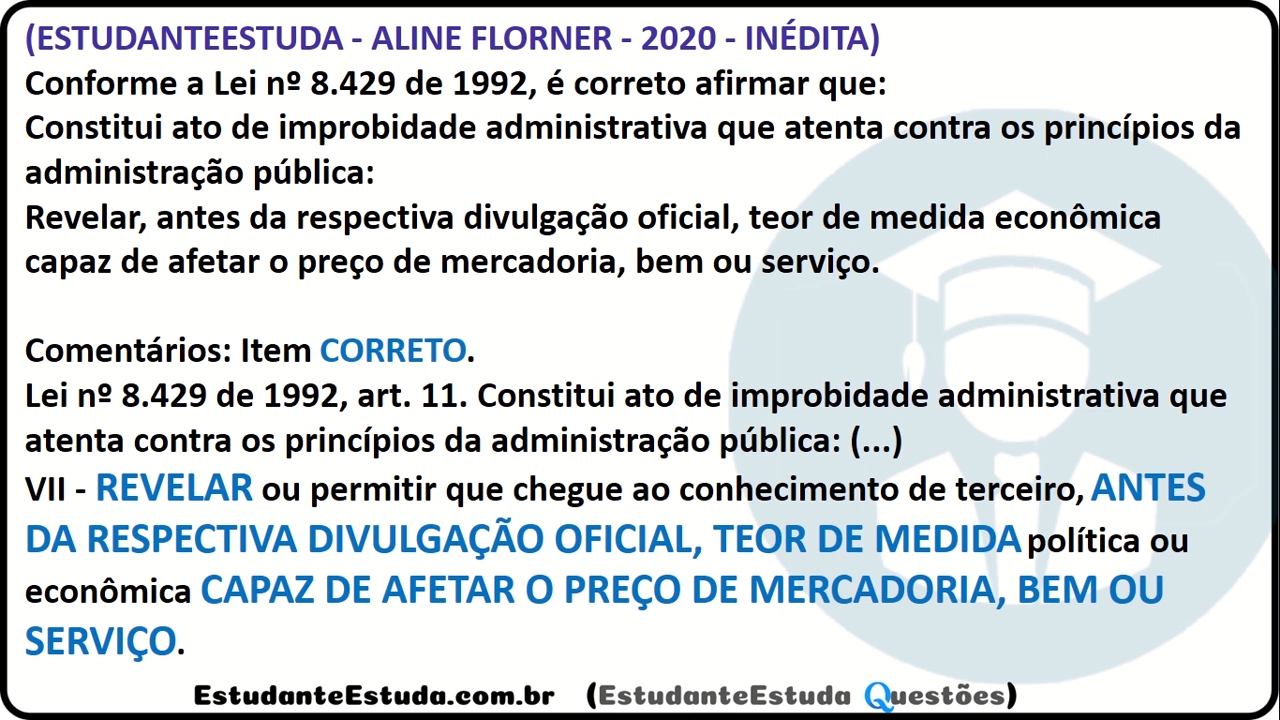 (ESTUDANTEESTUDA - ALINE FLORNER - 2020 - INÉDITA)
Conforme a Lei nº 8.429 de 1992, é correto afirmar que:
Constitui ato de improbidade administrativa que atenta contra os princípios da
administração pública:
Revelar, antes da respectiva divulgação oficial, teor de medida econômica
capaz de afetar o preço de mercadoria, bem ou serviço.
Comentários: Item CORRETO.
Lei nº 8.429 de 1992, art. 11. Constitui ato de improbidade administrativa que
atenta contra os princípios da administração pública: (...)
VII - REVELAR ou permitir que chegue ao conhecimento de terceiro, ANTES
DA RESPECTIVA DIVULGAÇÃO OFICIAL, TEOR DE MEDIDA política ou
econômica CAPAZ DE AFETAR O PREÇO DE MERCADORIA, BEM OU
SERVIÇO.
EstudanteEstuda.com.br (EstudanteEstuda Questões)